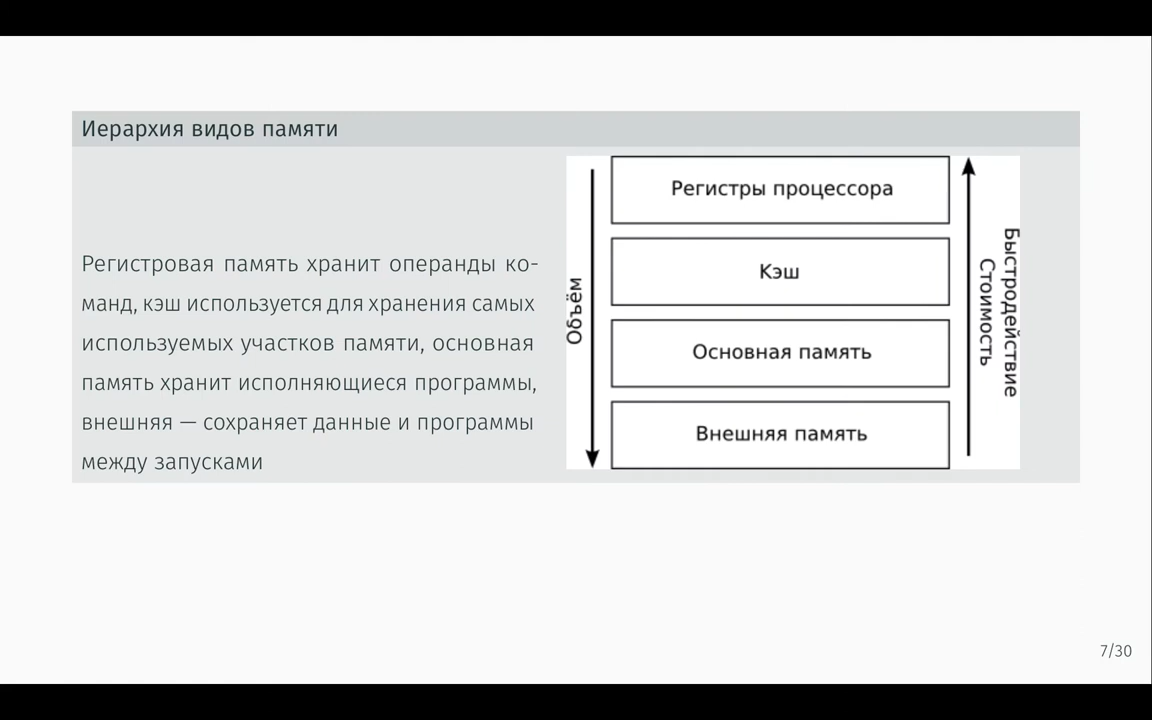 Иерархия видов памяти
Регистровая память хранит операнды ко-
манд, кэш используется для хранения самых
используемых участков памяти, основная
память хранит исполняющиеся программы,
внешняя — сохраняет данные и программы
между запусками
Объём
Регистры процессора
Кэш
Основная память
Внешняя память
Быстродействие
Стоимость
7/30